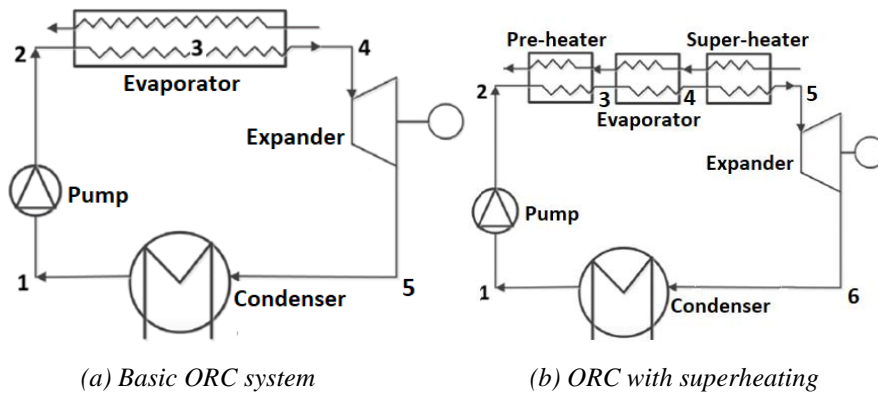 2
3
4
Evaporator
Expander
Pump
1
Condenser
5
(a) Basic ORC system
Pre-heater
Super-heater
2
3
4
5
Evaporator
Expander
Pump
1
Condenser
6
(b) ORC with superheating